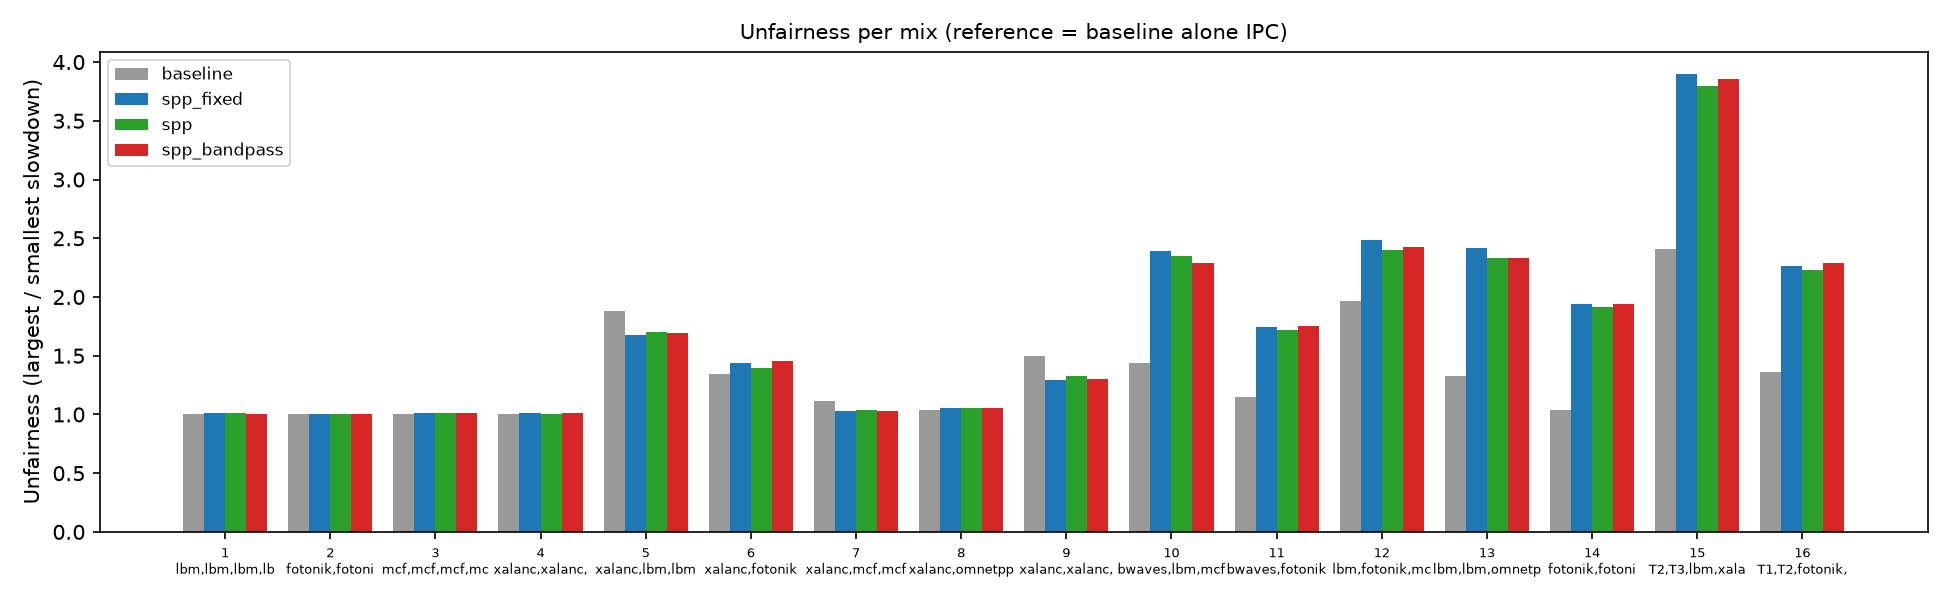 Unfairness per mix (reference = baseline alone IPC)
Unfairness (largest / smallest slowdown)
4.0
3.5
3.0
2.5
2.0
1.5
1.0
0.5
0.0
baseline
spp_fixed
spp
spp_bandpass
1 2 3 4 5 6 7 8 9 10 11 12 13 14 15 16
lbm,lbm,lbm,lb fotonik,fotoni mcf,mcf,mcf,mc xalanc,xalanc, xalanc,lbm,lbm xalanc,fotonik xalanc,mcf,mcf xalanc,omnetpp xalanc,xalanc, bwaves,lbm,mcf bwaves,fotonik lbm,fotonik,mc lbm,lbm,omnetp fotonik,fotoni T2,T3,lbm,xala T1,T2,fotonik,